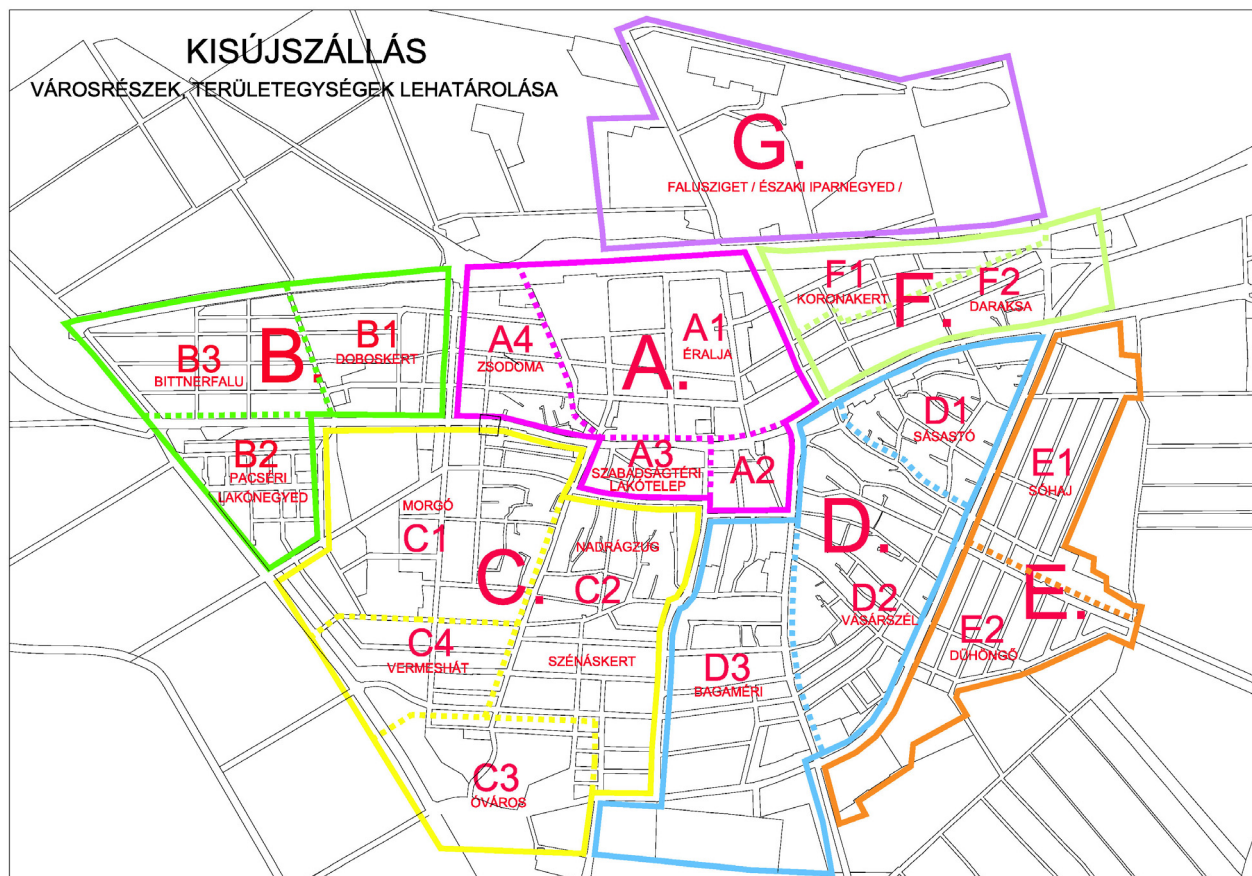 KISÚJSZÁLLÁS
VÁROSRÉSZEK, TERÜLETEGYSÉGEK LEHATÁROLÁSA
G.
FALUSZIGET / ÉSZAKI IPARNEGYED /
F1
KORONAKERT
F.
F2
DARAKSA
A4
ZSODOMA
A.
A1
ÉRALJA
A3
SZABADSÁGTÉRI
LAKÓTELEP
A2
B3
BITTNERFALU
B.
B1
DOBOSKERT
B2
PACSÉRI
LAKÓNEGYED
MORGÓ
C1
C.
NADRÁGZUG
C2
C4
VERMESHÁT
SZÉNÁSKERT
C3
ÓVÁROS
D1
SÁSASTÓ
D.
D2
VÁSÁRSZÉL
D3
BAGAMÉRI
E1
SÓHAJ
E.
E2
DÜHÖNGŐ